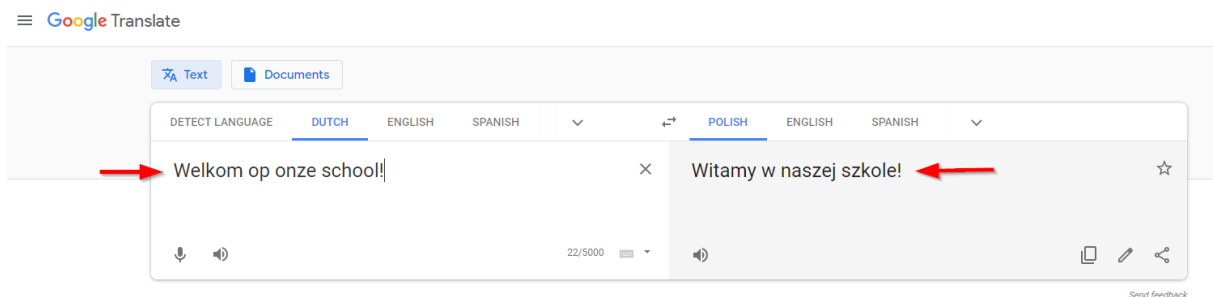 Google Translate
Text Documents
DETECT LANGUAGE DUTCH ENGLISH SPANISH POLISH ENGLISH SPANISH
Welkom op onze school! Witamy w naszej szkole!
22/5000
Send feedback